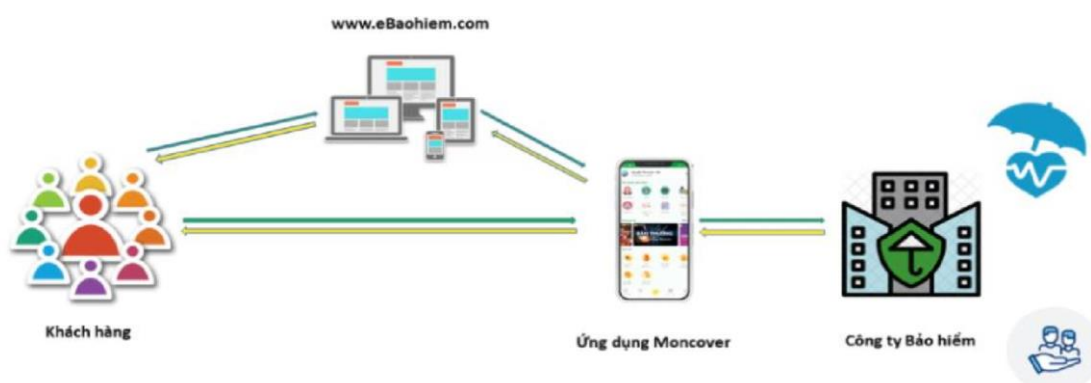 www.eBaohiem.com
Khách hàng
Ứng dụng Moncover
Công ty Bảo hiểm